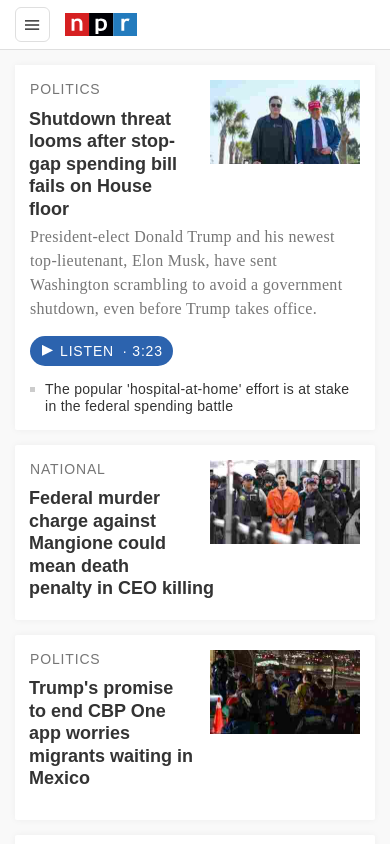 npr
POLITICS
Shutdown threat
looms after stop-
gap spending bill
fails on House
floor
President-elect Donald Trump and his newest
top-lieutenant, Elon Musk, have sent
Washington scrambling to avoid a government
shutdown, even before Trump takes office.
LISTEN · 3:23
The popular 'hospital-at-home' effort is at stake
in the federal spending battle
NATIONAL
Federal murder
charge against
Mangione could
mean death
penalty in CEO killing
POLITICS
Trump's promise
to end CBP One
app worries
migrants waiting in
Mexico